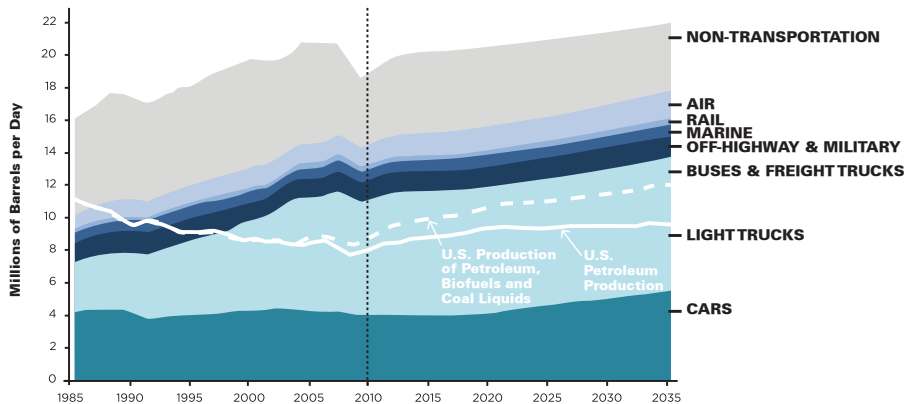 Millions of Barrels per Day
22
20
18
16
14
12
10
8
6
4
2
0
1985
1990
1995
2000
2005
2010
2015
2020
2025
2030
2035
NON-TRANSPORTATION
AIR
RAIL
MARINE
OFF-HIGHWAY & MILITARY
BUSES & FREIGHT TRUCKS
LIGHT TRUCKS
CARS
U.S. Production
of Petroleum,
Biofuels and
Coal Liquids
U.S.
Petroleum
Production